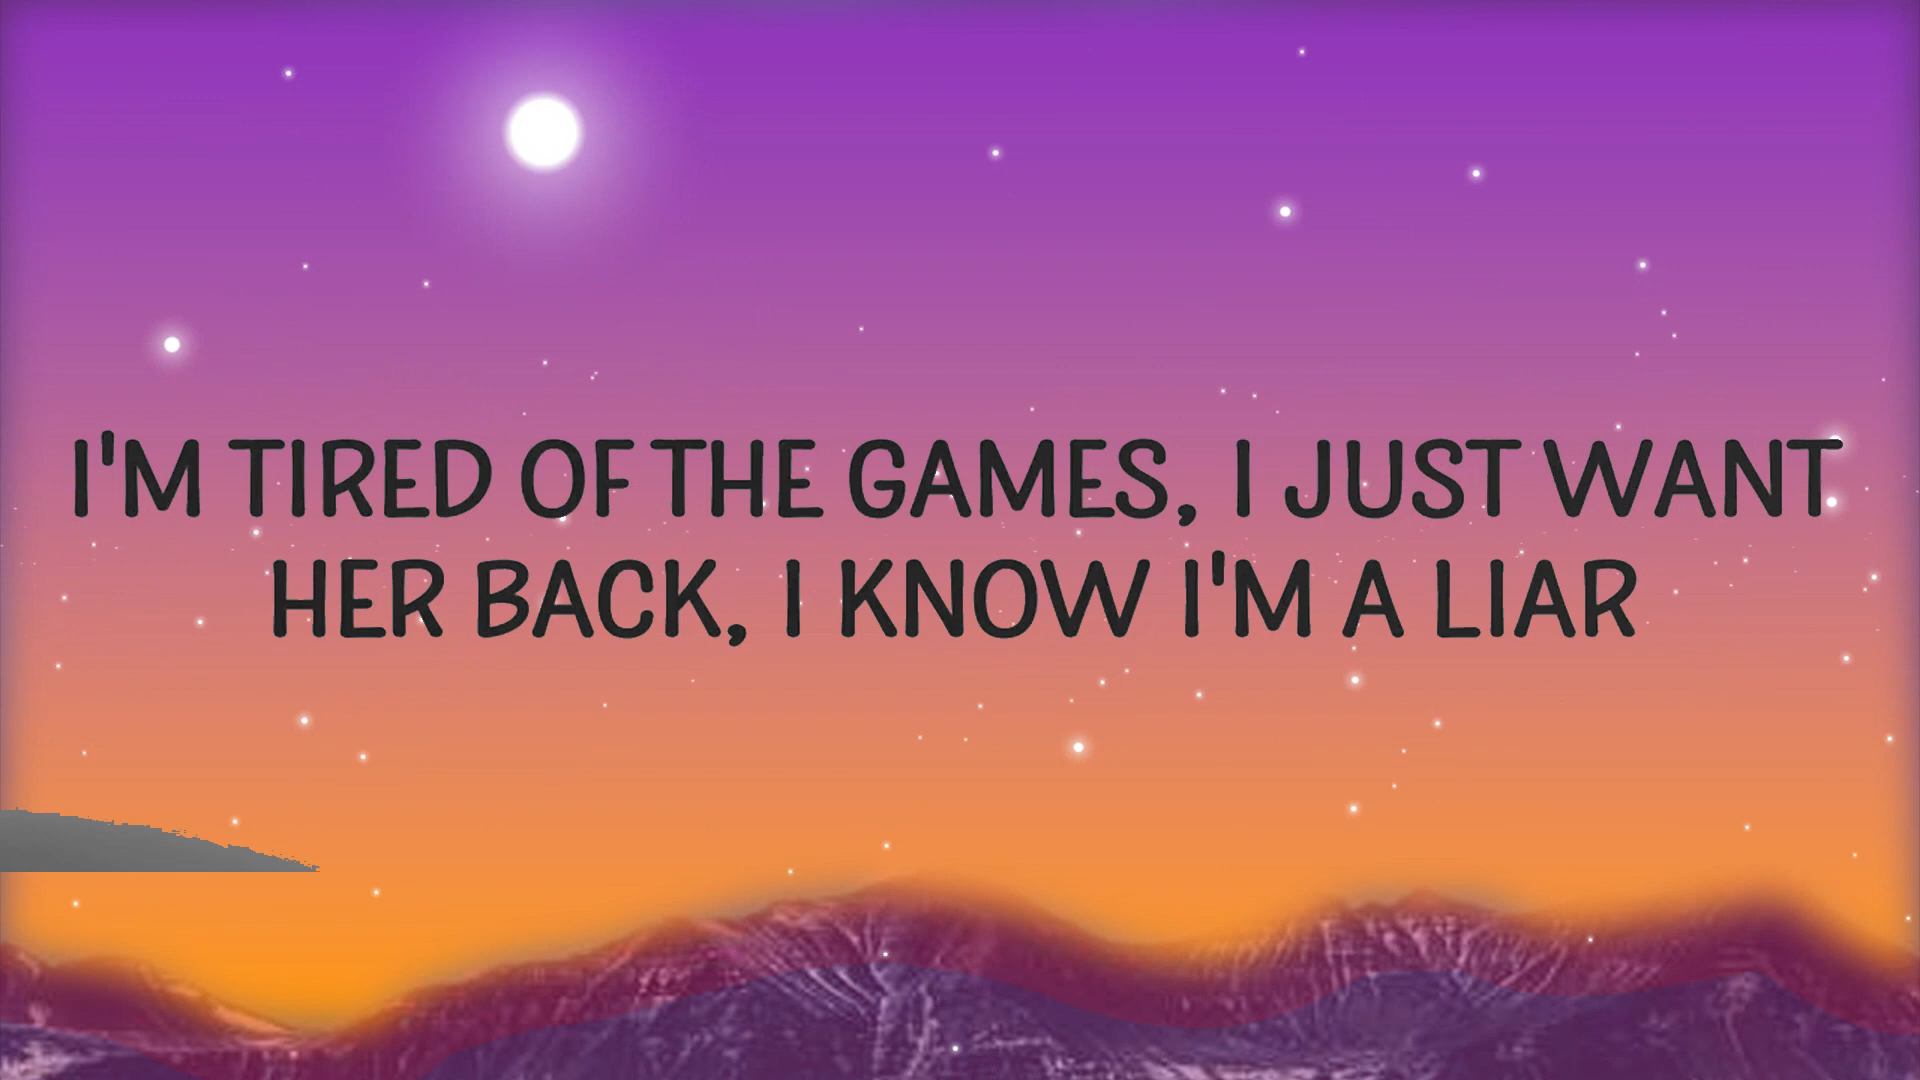 I'M TIRED OF THE GAMES, I JUST WANT
HER BACK, I KNOW I'M A LIAR